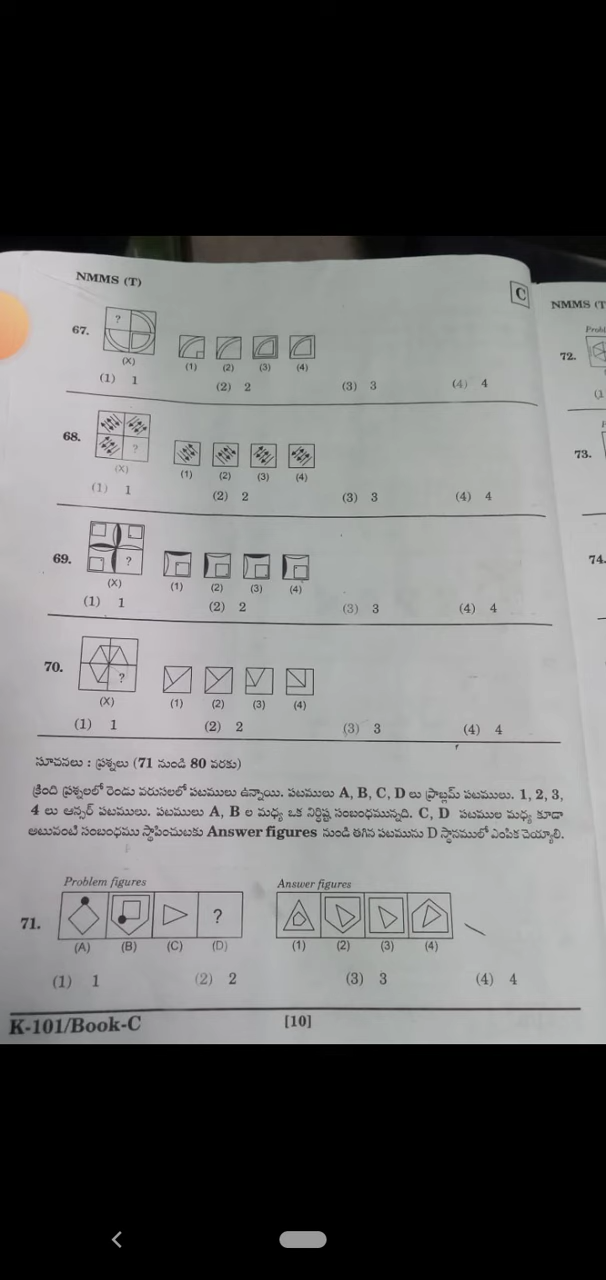 NMMS (T)
C
67.
?
(X)
(1) (2) (3) (4)
(1) 1 (2) 2 (3) 3 (4) 4
68.
?
(X)
(1) (2) (3) (4)
(1) 1 (2) 2 (3) 3 (4) 4
69.
?
(X)
(1) (2) (3) (4)
(1) 1 (2) 2 (3) 3 (4) 4
70.
?
(X)
(1) (2) (3) (4)
(1) 1 (2) 2 (3) 3 (4) 4
సూచనలు : ప్రశ్నలు (71 నుండి 80 వరకు)
క్రింది ప్రశ్నలలో రెండు వరుసలలో పటములు ఉన్నాయి. పటములు A, B, C, D లు ప్రాబ్లమ్ పటములు. 1, 2, 3,
4 లు ఆన్సర్ పటములు. పటములు A, B ల మధ్య ఒక నిర్ధిష్ట సంబంధమున్నది. C, D పటముల మధ్య కూడా
అటువంటి సంబంధము స్థాపించుటకు Answer figures నుండి తగిన పటమును D స్థానములో ఎంపిక చెయ్యాలి.
Problem figures Answer figures
71.
?
(A) (B) (C) (D) (1) (2) (3) (4)
(1) 1 (2) 2 (3) 3 (4) 4
K-101/Book-C [10]
NMMS (T
72.
(1
73.
74.